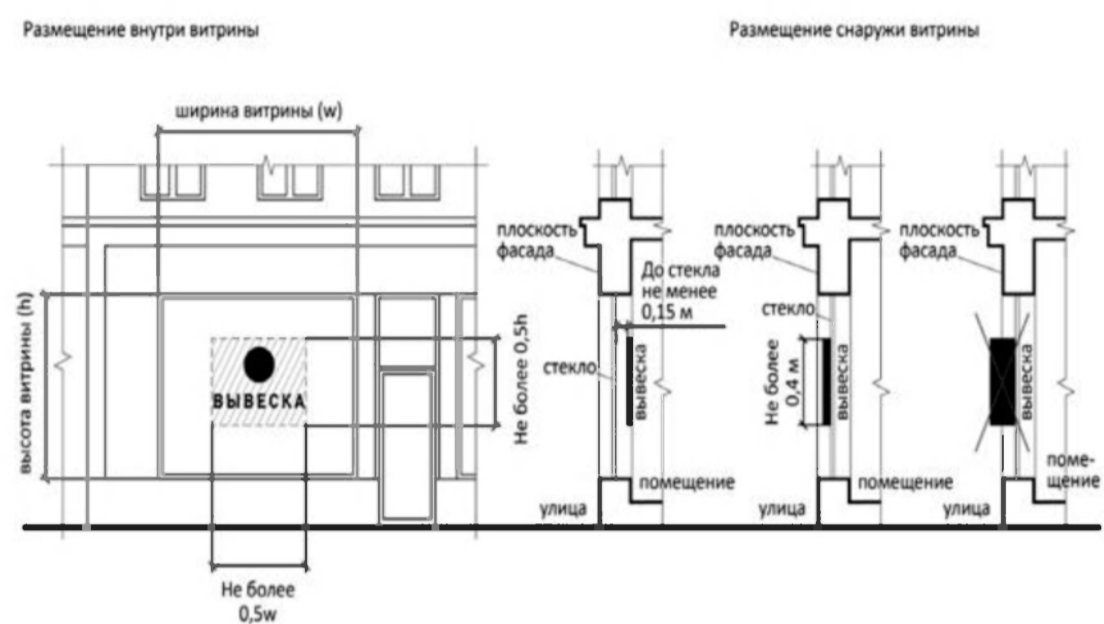 Размещение внутри витрины
Размещение снаружи витрины
ширина витрины (w)
высота витрины (h)
ВЫВЕСКА
Не более 0,5h
Не более
0,5w
плоскость
фасада
До стекла
не менее
0,15 м
стекло
вывеска
помещение
улица
плоскость
фасада
стекло
Не более
0,4 м
вывеска
помещение
улица
плоскость
фасада
вывеска
поме-
щение
улица